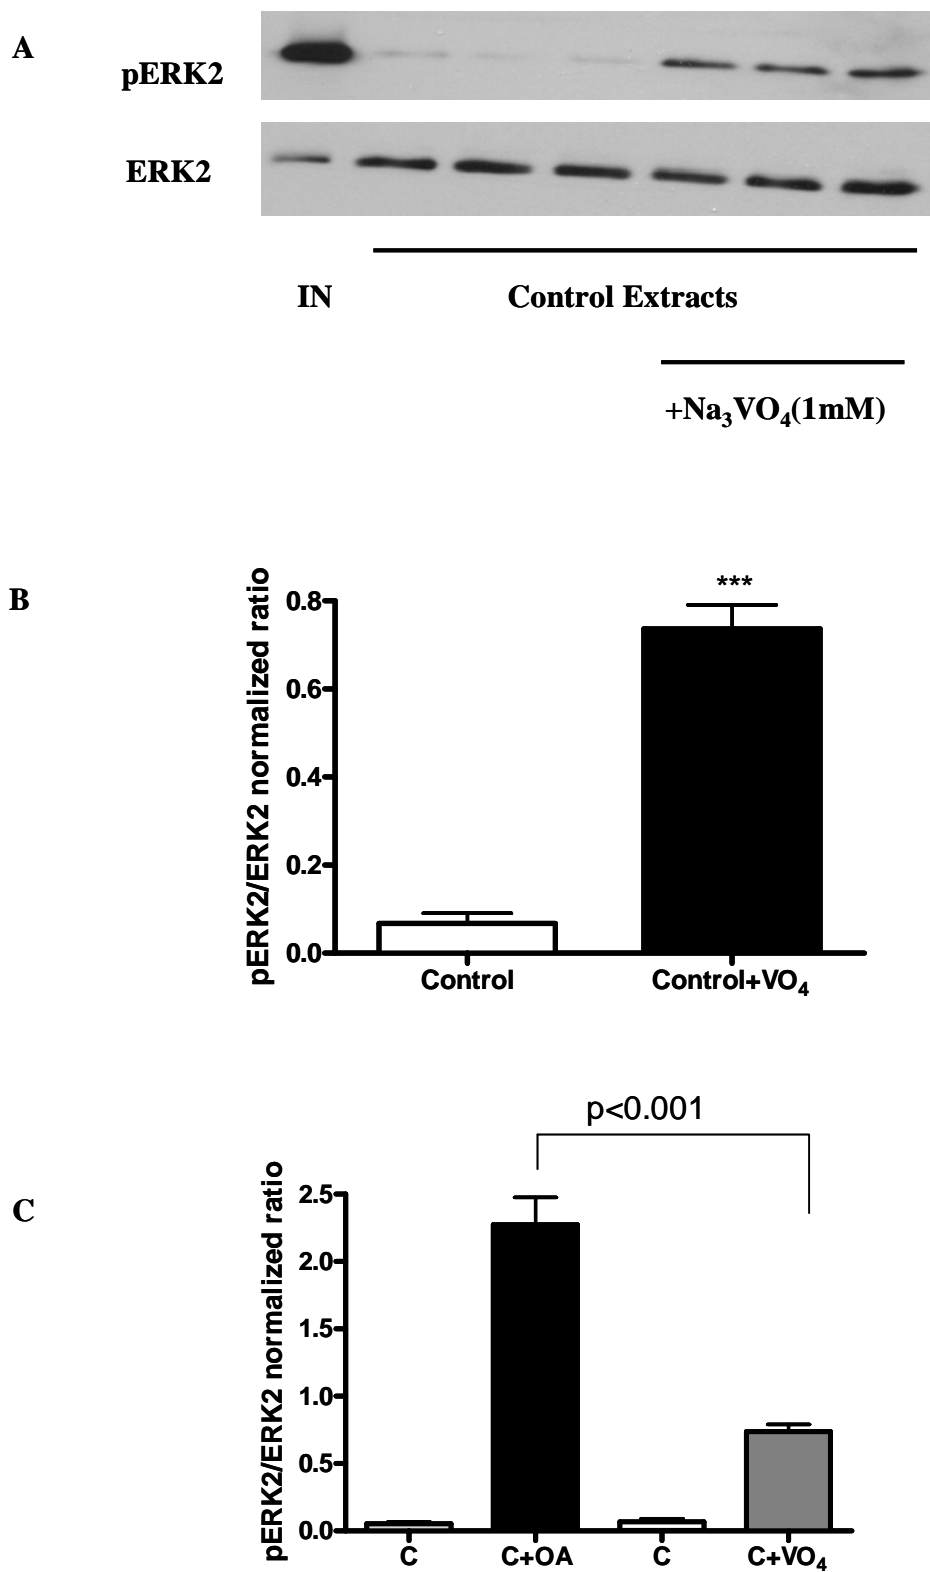 A
pERK2
ERK2
IN
Control Extracts
+Na₃VO₄(1mM)
B
pERK2/ERK2 normalized ratio
0.8
0.6
0.4
0.2
0.0
***
Control
Control+VO₄
C
p<0.001
pERK2/ERK2 normalized ratio
2.5
2.0
1.5
1.0
0.5
0.0
C
C+OA
C
C+VO₄